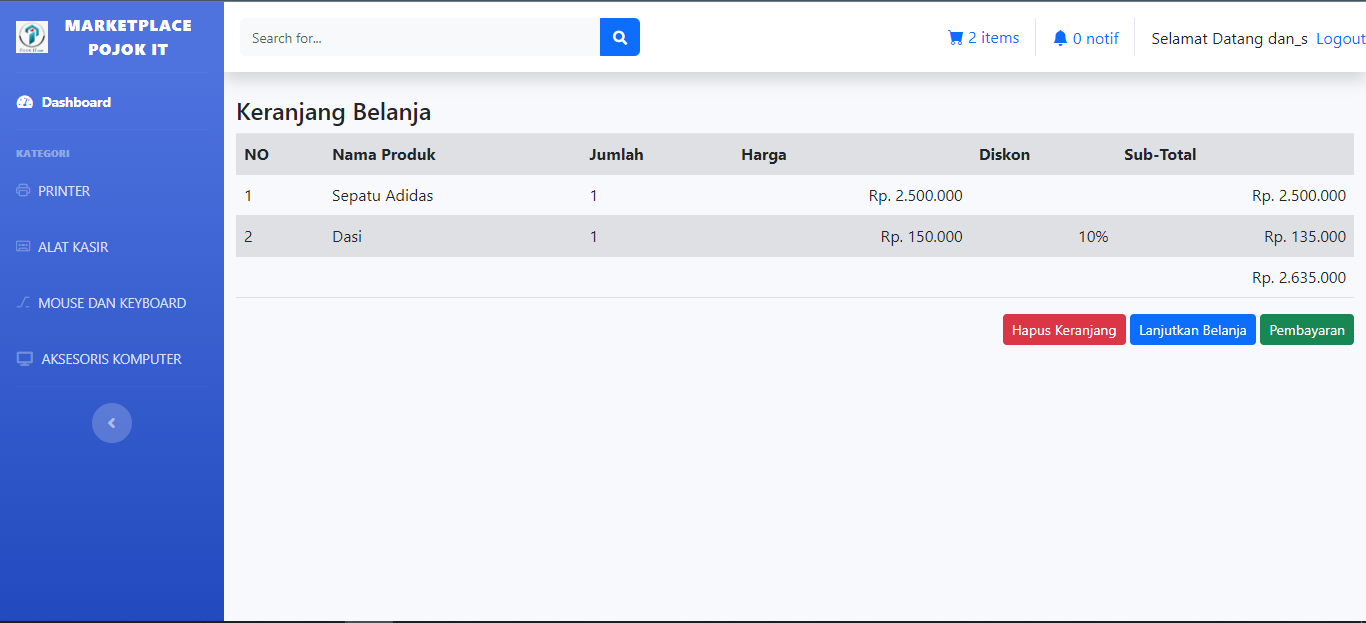 MARKETPLACE
POJOK IT
Search for...
2 items
0 notif
Selamat Datang dan_s Logout
Dashboard
KATEGORI
PRINTER
ALAT KASIR
MOUSE DAN KEYBOARD
AKSESORIS KOMPUTER
Keranjang Belanja
NO Nama Produk Jumlah Harga Diskon Sub-Total
1 Sepatu Adidas 1 Rp. 2.500.000 Rp. 2.500.000
2 Dasi 1 Rp. 150.000 10% Rp. 135.000
Rp. 2.635.000
Hapus Keranjang Lanjutkan Belanja Pembayaran